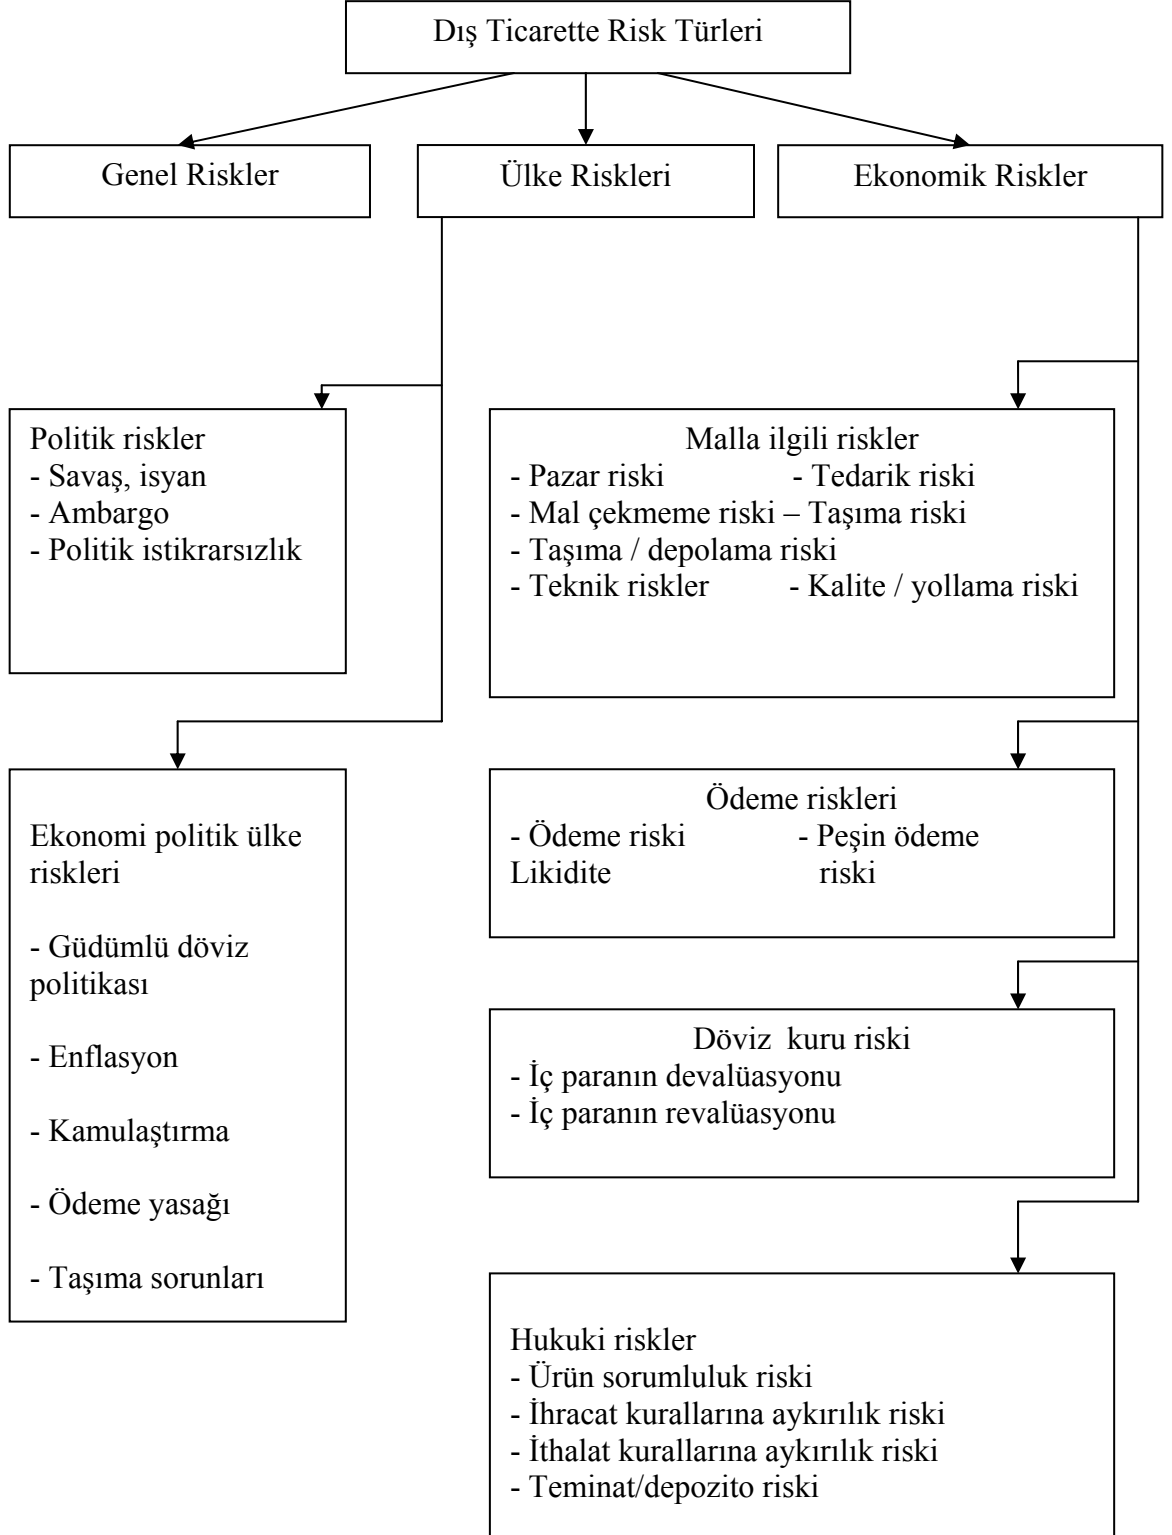 Dış Ticarette Risk Türleri
Genel Riskler
Ülke Riskleri
Ekonomik Riskler
Politik riskler
- Savaş, isyan
- Ambargo
- Politik istikrarsızlık
Malla ilgili riskler
- Pazar riski - Tedarik riski
- Mal çekmeme riski – Taşıma riski
- Taşıma / depolama riski
- Teknik riskler - Kalite / yollama riski
Ekonomi politik ülke
riskleri
- Güdümlü döviz
politikası
- Enflasyon
- Kamulaştırma
- Ödeme yasağı
- Taşıma sorunları
Ödeme riskleri
- Ödeme riski - Peşin ödeme
Likidite riski
Döviz kuru riski
- İç paranın devalüasyonu
- İç paranın revalüasyonu
Hukuki riskler
- Ürün sorumluluk riski
- İhracat kurallarına aykırılık riski
- İthalat kurallarına aykırılık riski
- Teminat/depozito riski